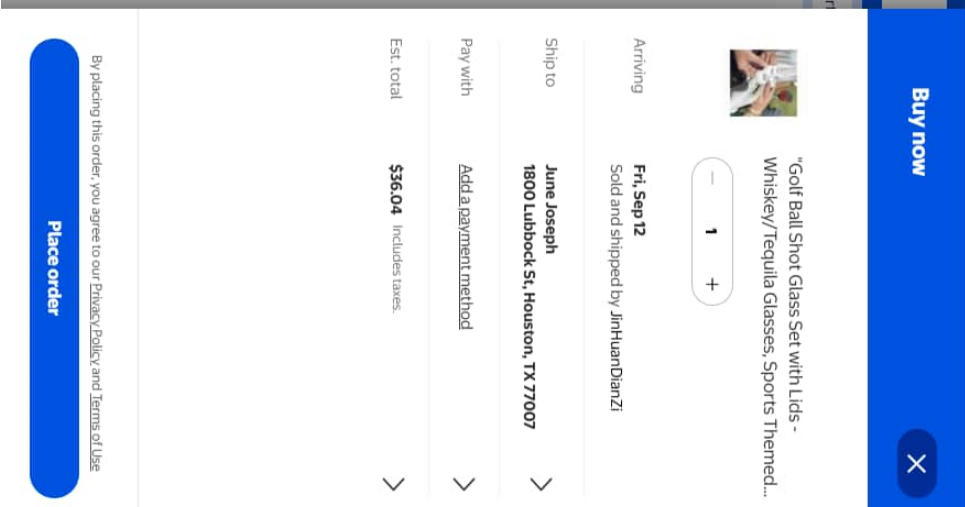 Buy now
"Golf Ball Shot Glass Set with Lids -
Whiskey/Tequila Glasses, Sports Themed...
1 +
Arriving
Fri, Sep 12
Sold and shipped by JinHuanDianZi
Ship to
June Joseph
1800 Lubbock St, Houston, TX 77007
Pay with
Add a payment method
Est. total
$36.04 Includes taxes.
By placing this order, you agree to our Privacy Policy and Terms of Use
Place order